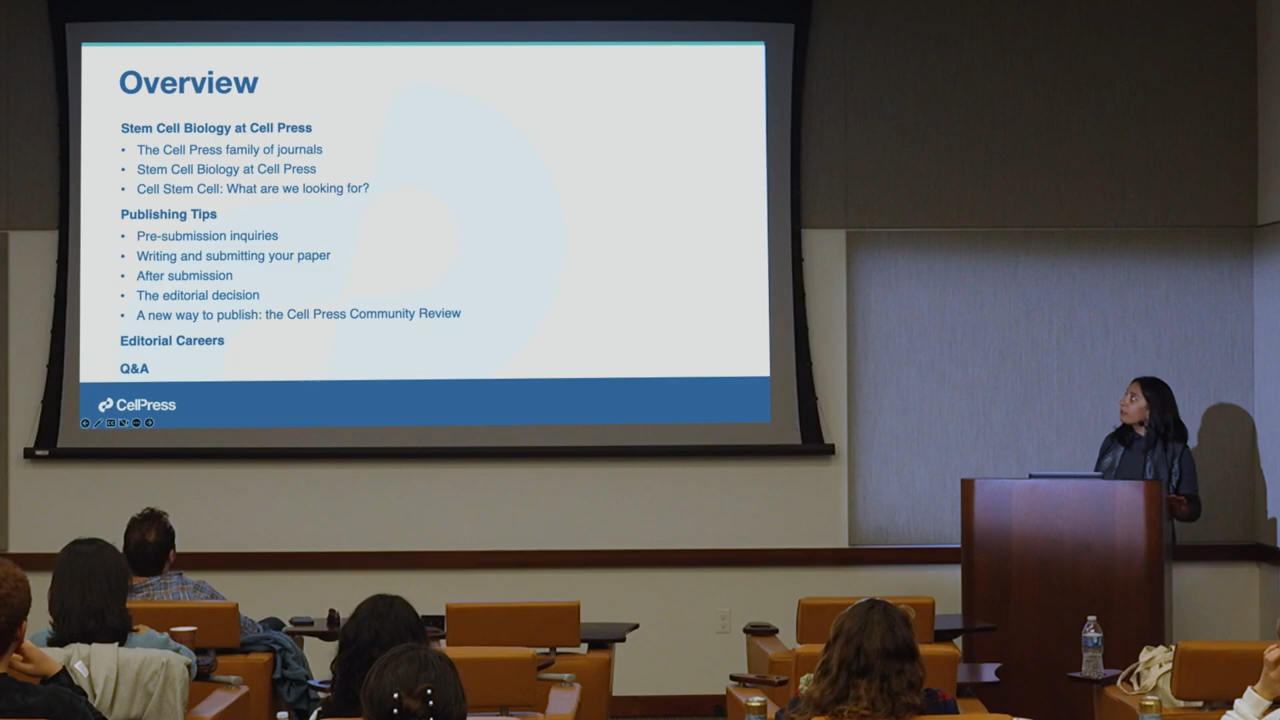 Overview
Stem Cell Biology at Cell Press
• The Cell Press family of journals
• Stem Cell Biology at Cell Press
• Cell Stem Cell: What are we looking for?
Publishing Tips
• Pre-submission inquiries
• Writing and submitting your paper
• After submission
• The editorial decision
• A new way to publish: the Cell Press Community Review
Editorial Careers
Q&A
CellPress